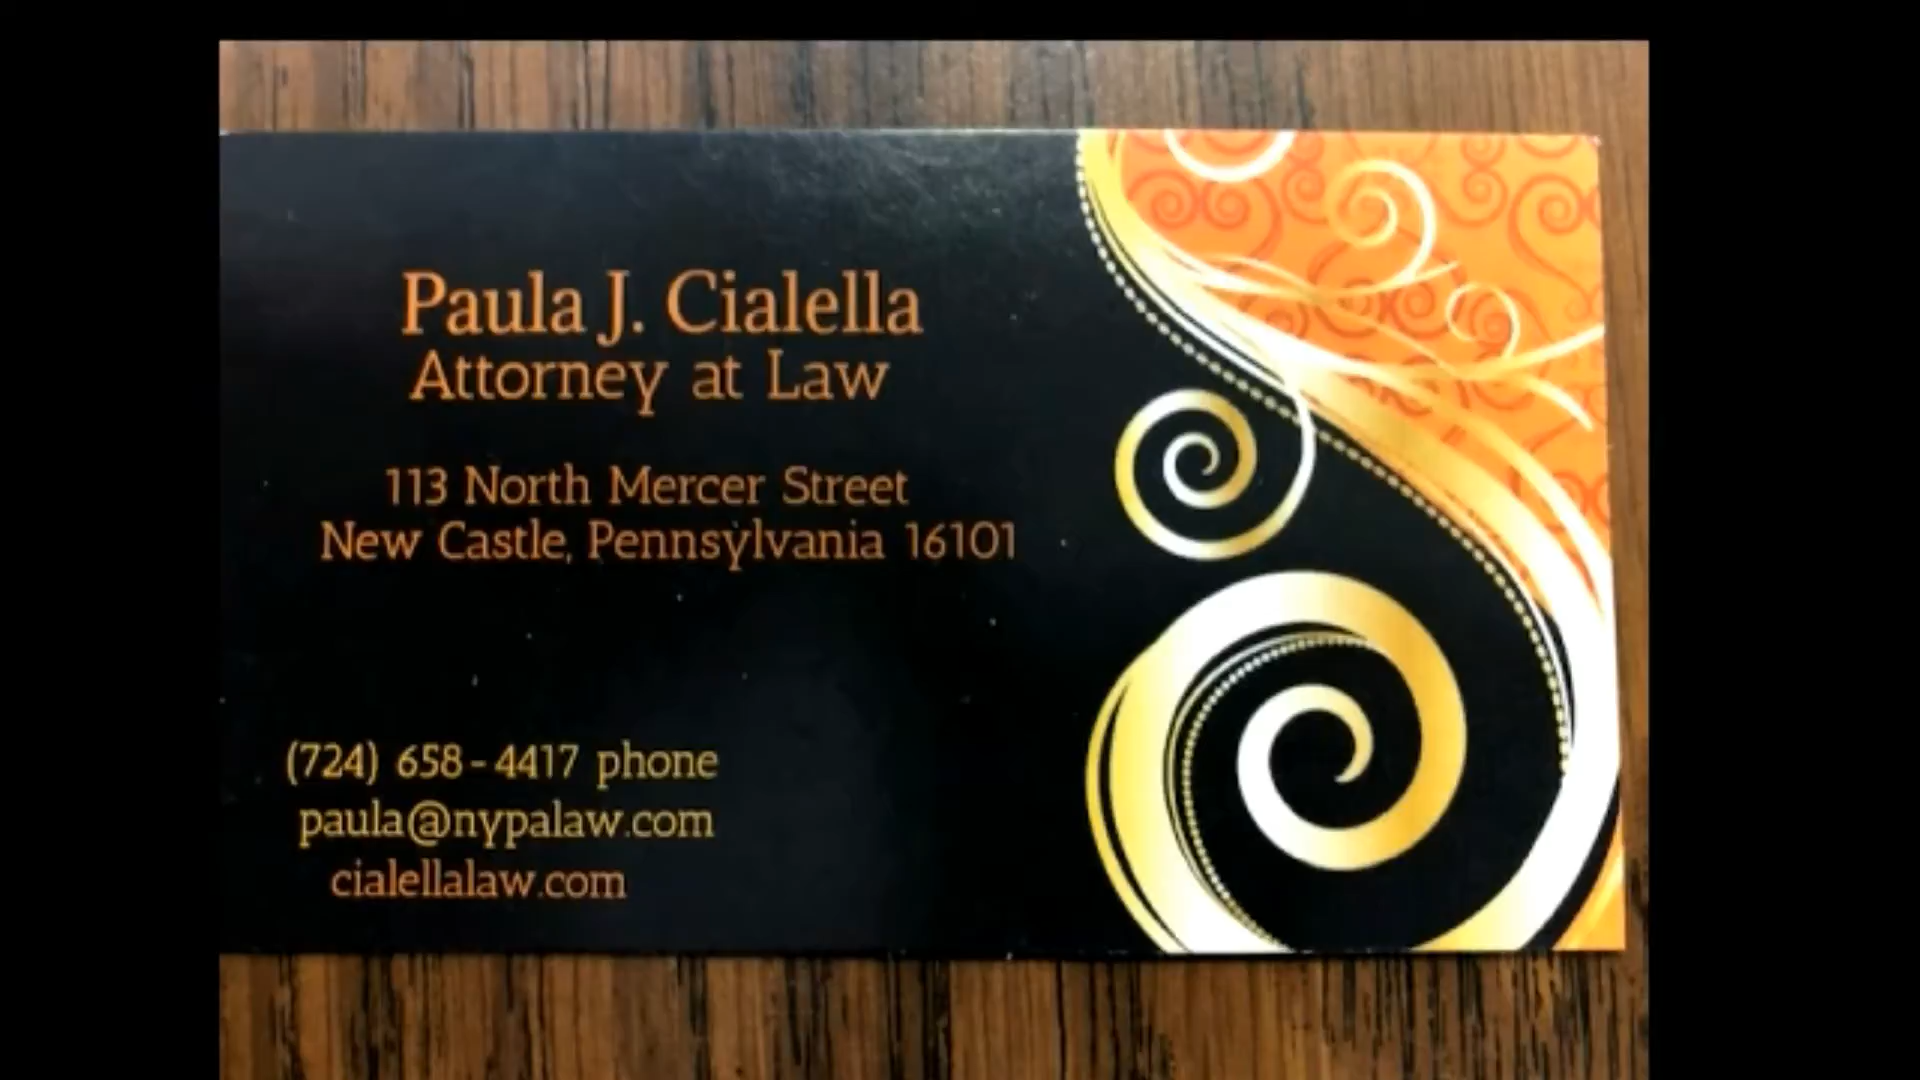 Paula J. Cialella
Attorney at Law
113 North Mercer Street
New Castle, Pennsylvania 16101
(724) 658-4417 phone
paula@nypalaw.com
cialellalaw.com